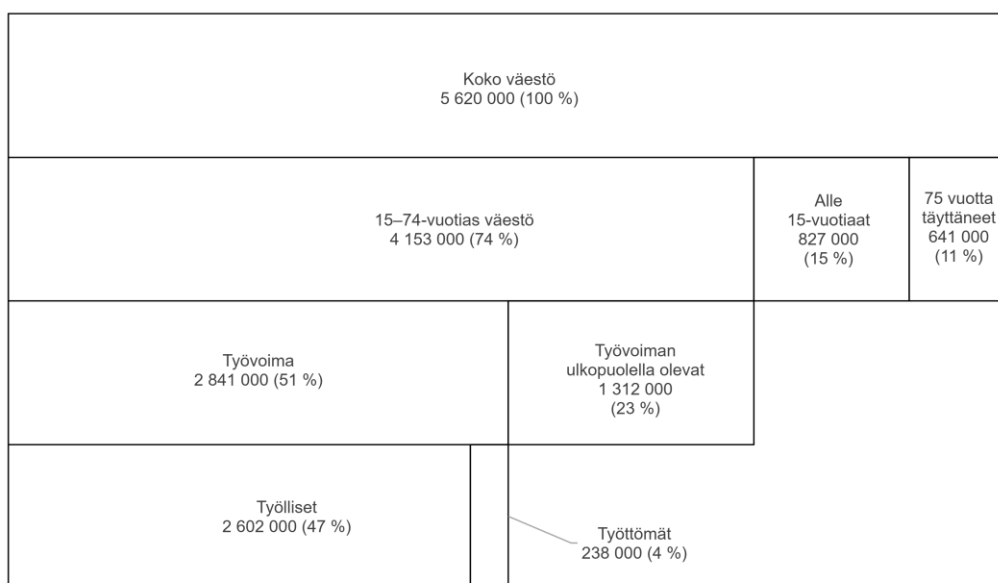 Koko väestö
5 620 000 (100 %)
15–74-vuotias väestö
4 153 000 (74 %)
Alle
15-vuotiaat
827 000
(15 %)
75 vuotta
täyttäneet
641 000
(11 %)
Työvoima
2 841 000 (51 %)
Työvoiman
ulkopuolella olevat
1 312 000
(23 %)
Työlliset
2 602 000 (47 %)
Työttömät
238 000 (4 %)